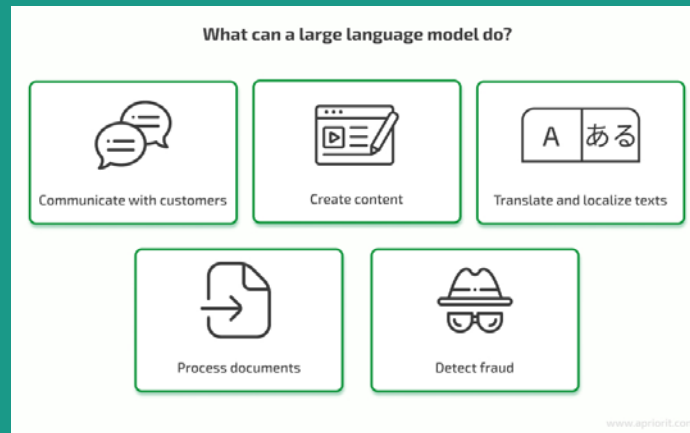 What can a large language model do?
A
ある
Communicate with customers
Create content
Translate and localize texts
Process documents
Detect fraud
www.apriorit.com